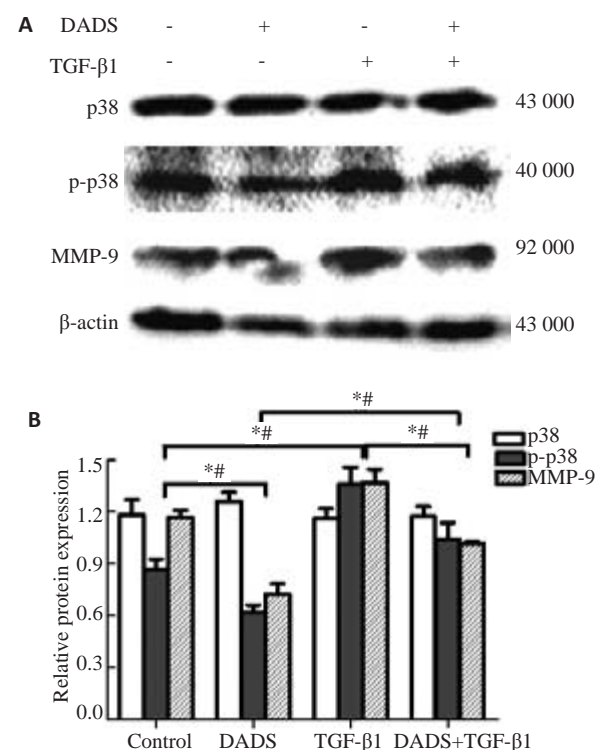 A DADS - + - +
TGF-β1 - - + +
p38 43 000
p-p38 40 000
MMP-9 92 000
β-actin 43 000
B
*#
*# *#
*#
p38
p-p38
MMP-9
Relative protein expression
1.5
1.2
0.9
0.6
0.3
0.0
Control DADS TGF-β1 DADS+TGF-β1